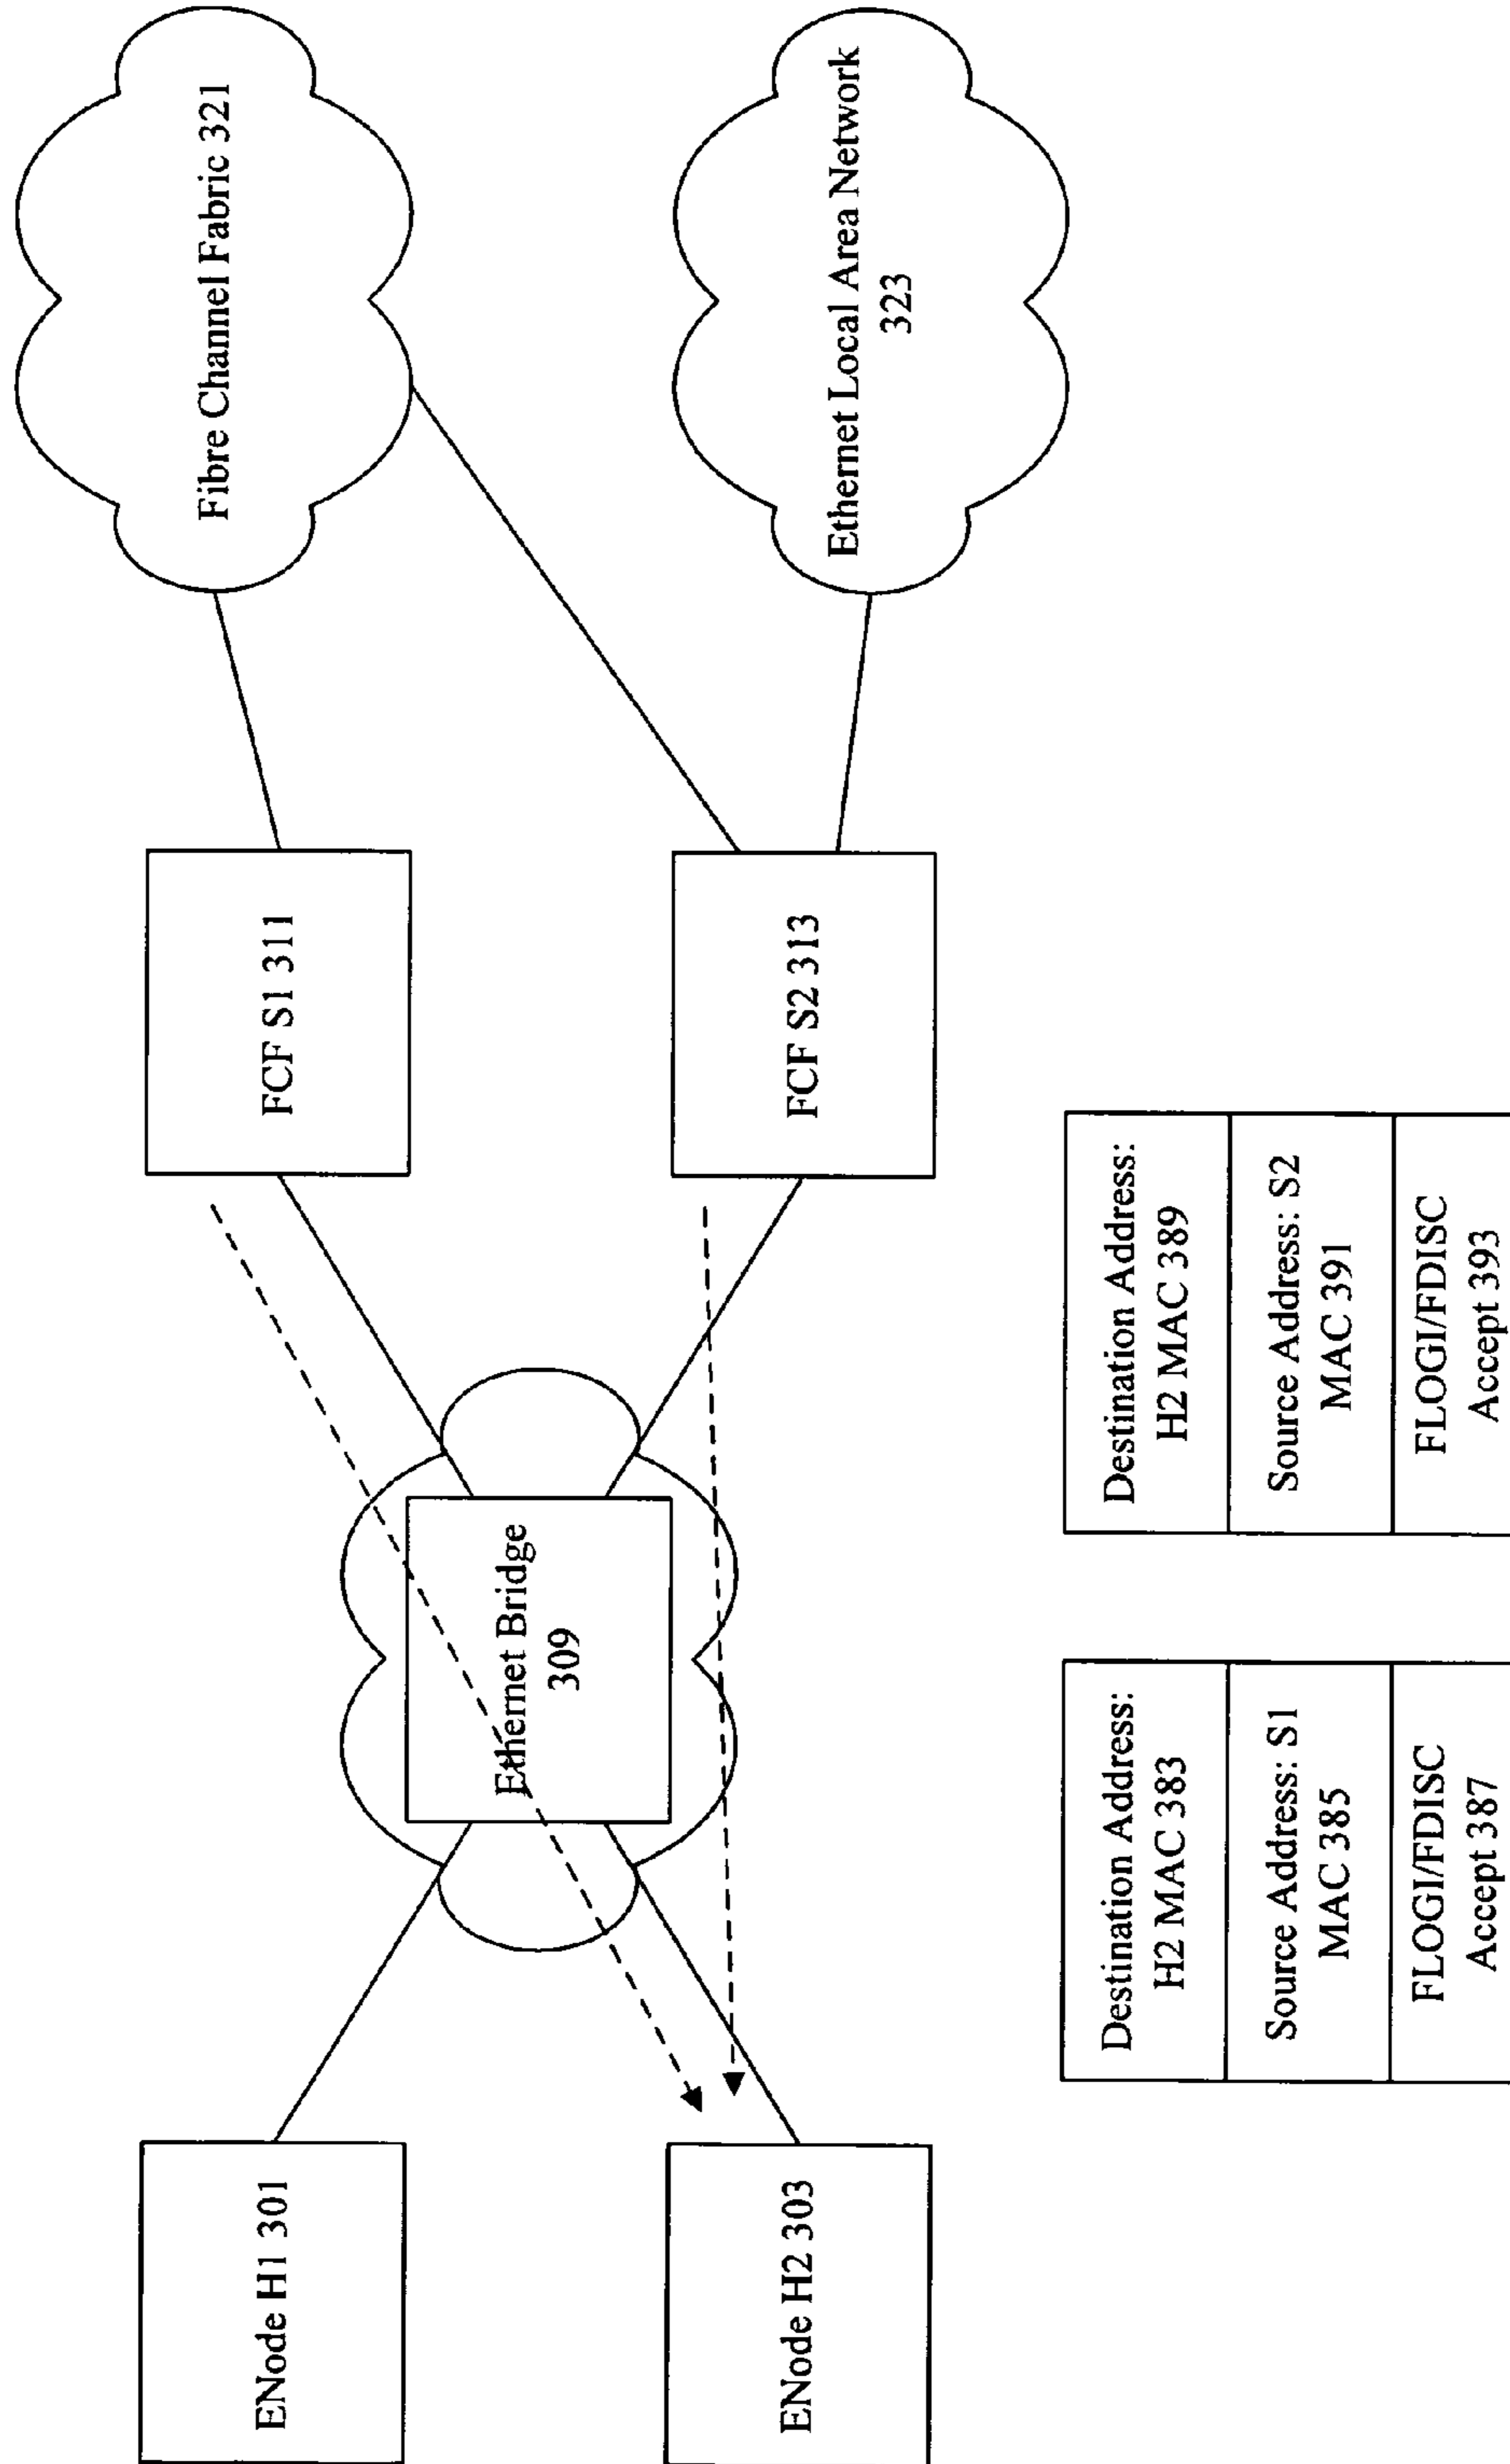 ENode H1 301
ENode H2 303
Ethernet Bridge
309
FCF S1 311
FCF S2 313
Fibre Channel Fabric 321
Ethernet Local Area Network
323
Destination Address:
H2 MAC 383
Source Address: S1
MAC 385
FLOGI/FDISC
Accept 387
Destination Address:
H2 MAC 389
Source Address: S2
MAC 391
FLOGI/FDISC
Accept 393